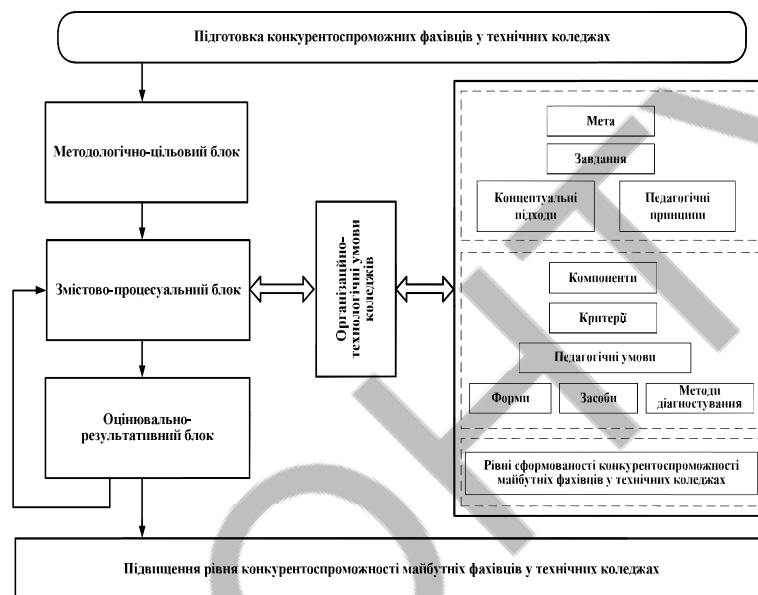 Підготовка конкурентоспроможних фахівців у технічних коледжах
Методологічно-цільовий блок
Змістово-процесуальний блок
Оцінювально-
результативний блок
Організаційно-
технологічні умови
коледжів
Мета
Завдання
Концептуальні
підходи
Педагогічні
принципи
Компоненти
Критерії
Педагогічні умови
Форми
Засоби
Методи
діагностування
Рівні сформованості конкурентоспроможності
майбутніх фахівців у технічних коледжах
Підвищення рівня конкурентоспроможності майбутніх фахівців у технічних коледжах
ОНТУ